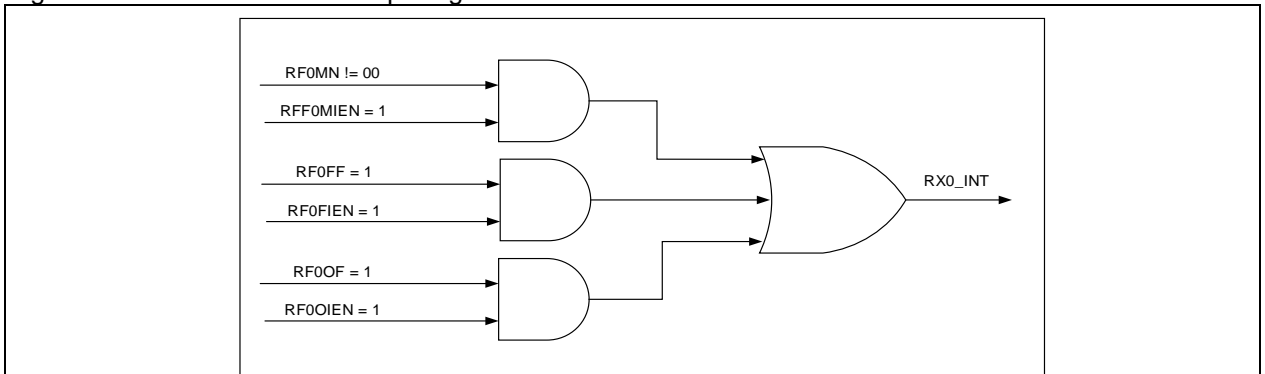 RF0MN != 00
RFF0MIEN = 1
RF0FF = 1
RF0FIEN = 1
RX0_INT
RF0OF = 1
RF0OIEN = 1